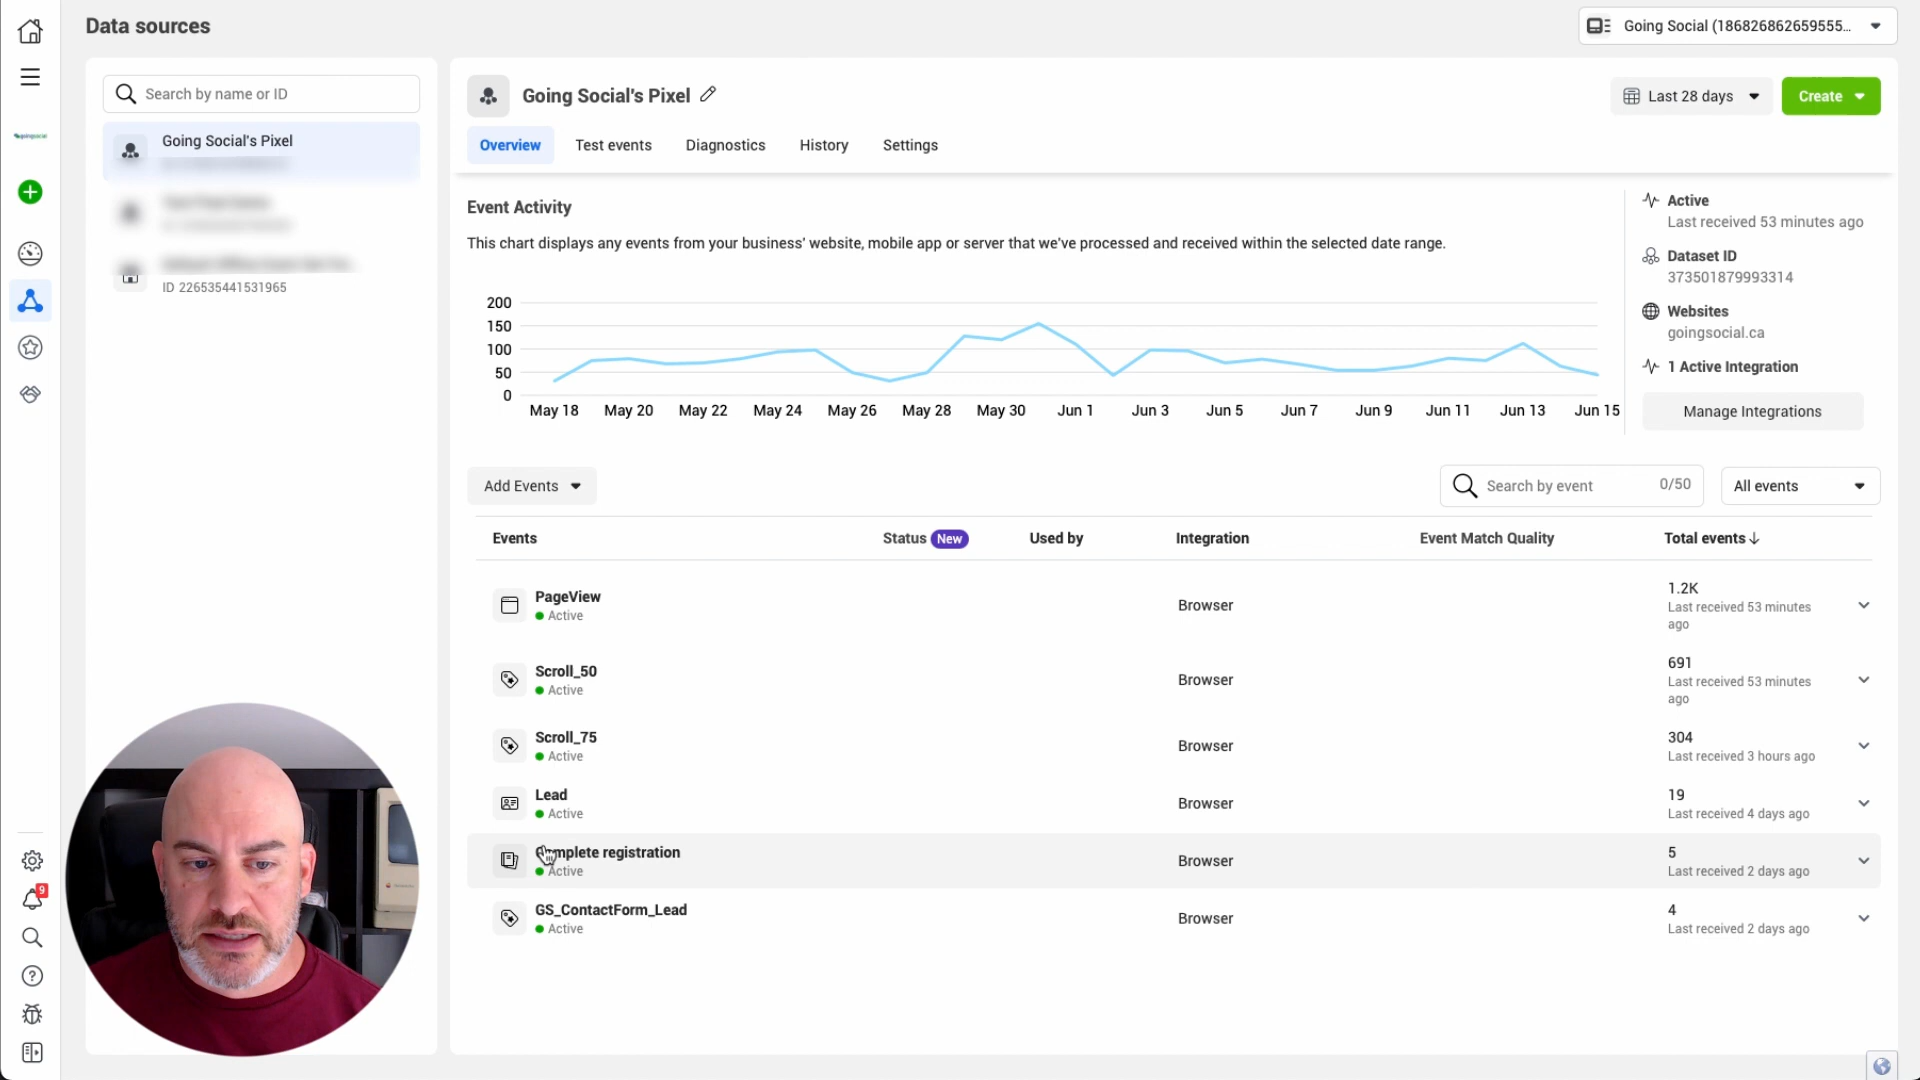 Data sources
Going Social (186826862659555...
Search by name or ID
Going Social's Pixel
ID 226535441531965
Going Social's Pixel
Last 28 days
Create
Overview
Test events
Diagnostics
History
Settings
Event Activity
This chart displays any events from your business' website, mobile app or server that we've processed and received within the selected date range.
200
150
100
50
0
May 18
May 20
May 22
May 24
May 26
May 28
May 30
Jun 1
Jun 3
Jun 5
Jun 7
Jun 9
Jun 11
Jun 13
Jun 15
Active
Last received 53 minutes ago
Dataset ID
373501879993314
Websites
goingsocial.ca
1 Active Integration
Manage Integrations
Add Events
Search by event
0/50
All events
Events
Status New
Used by
Integration
Event Match Quality
Total events
PageView
Active
Browser
1.2K
Last received 53 minutes
ago
Scroll_50
Active
Browser
691
Last received 53 minutes
ago
Scroll_75
Active
Browser
304
Last received 3 hours ago
Lead
Active
Browser
19
Last received 4 days ago
Complete registration
Active
Browser
5
Last received 2 days ago
GS_ContactForm_Lead
Active
Browser
4
Last received 2 days ago
9